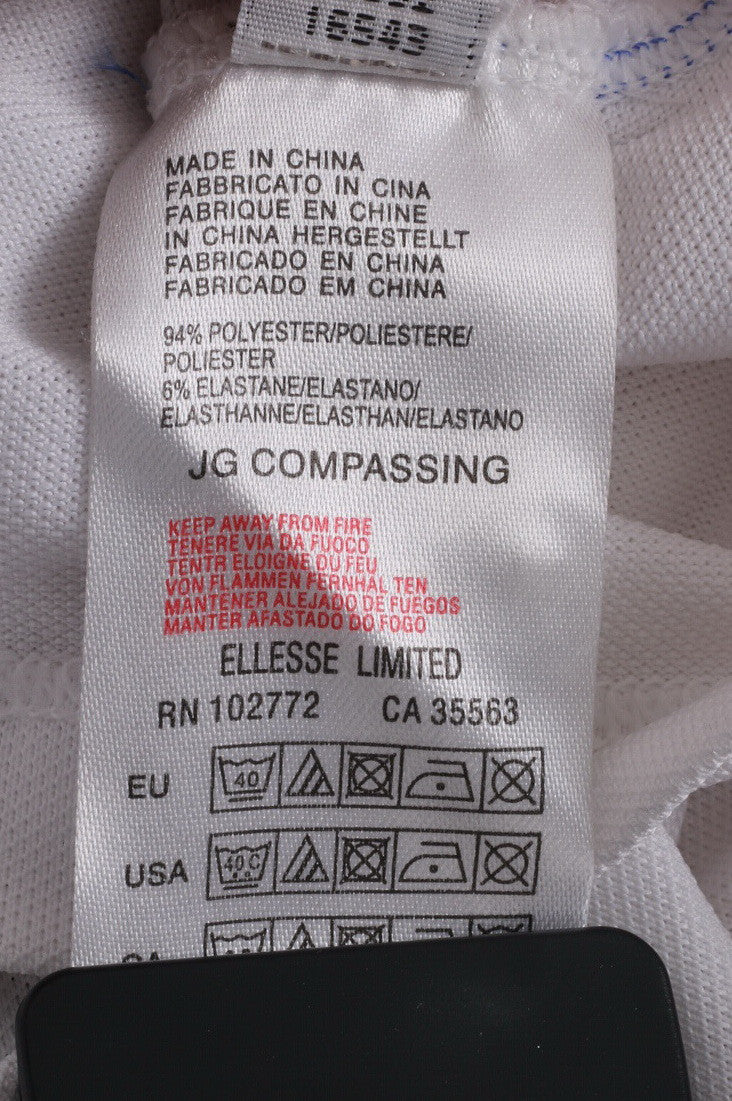 16543
MADE IN CHINA
FABBRICATO IN CINA
FABRIQUE EN CHINE
IN CHINA HERGESTELLT
FABRICADO EN CHINA
FABRICADO EM CHINA
94% POLYESTER/POLIESTERE/
POLIESTER
6% ELASTANE/ELASTANO/
ELASTHANNE/ELASTHAN/ELASTANO
JG COMPASSING
KEEP AWAY FROM FIRE
TENERE VIA DA FUOCO
TENTR ELOIGNE DU FEU
VON FLAMMEN FERNHAL TEN
MANTENER ALEJADO DE FUEGOS
MANTER AFASTADO DO FOGO
ELLESSE LIMITED
RN 102772 CA 35563
EU 40
USA 40 C